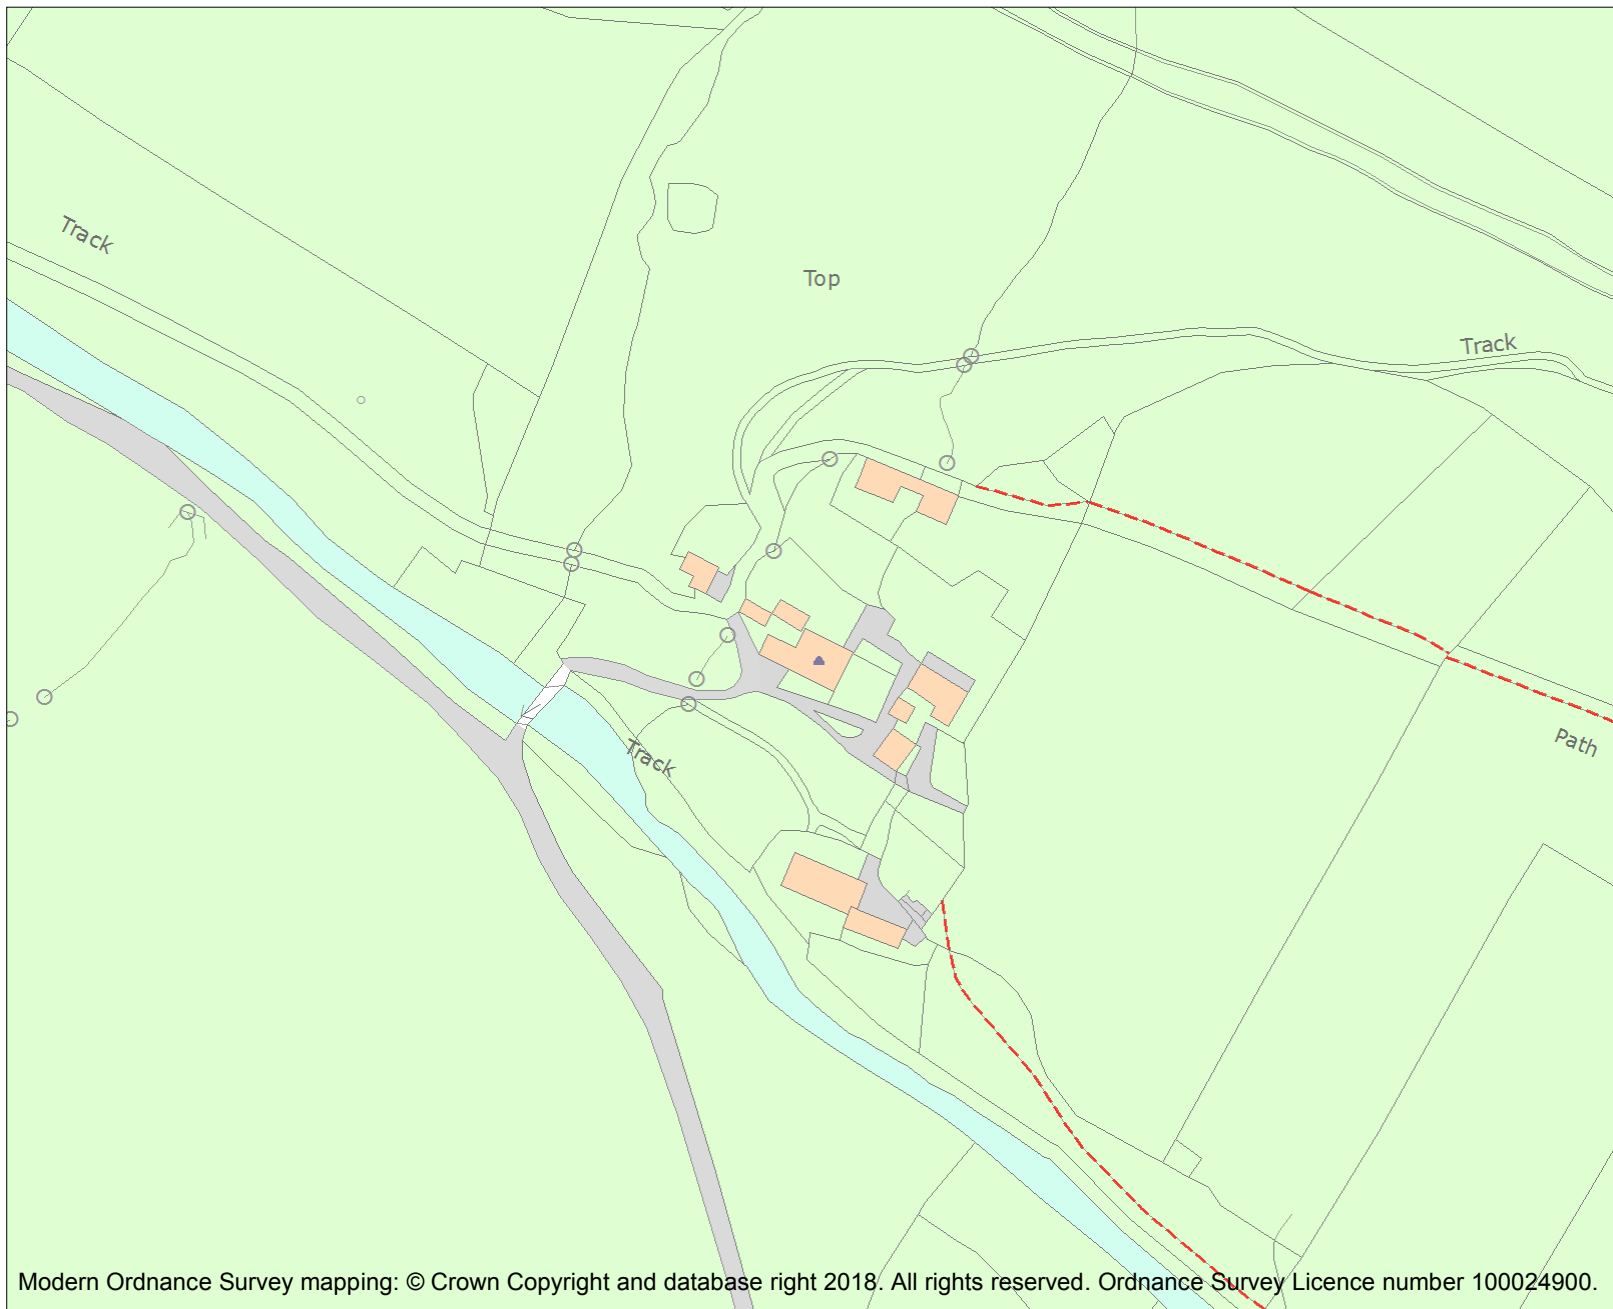 Track
Top
Track
Path
Track
Modern Ordnance Survey mapping: © Crown Copyright and database right 2018. All rights reserved. Ordnance Survey Licence number 100024900.